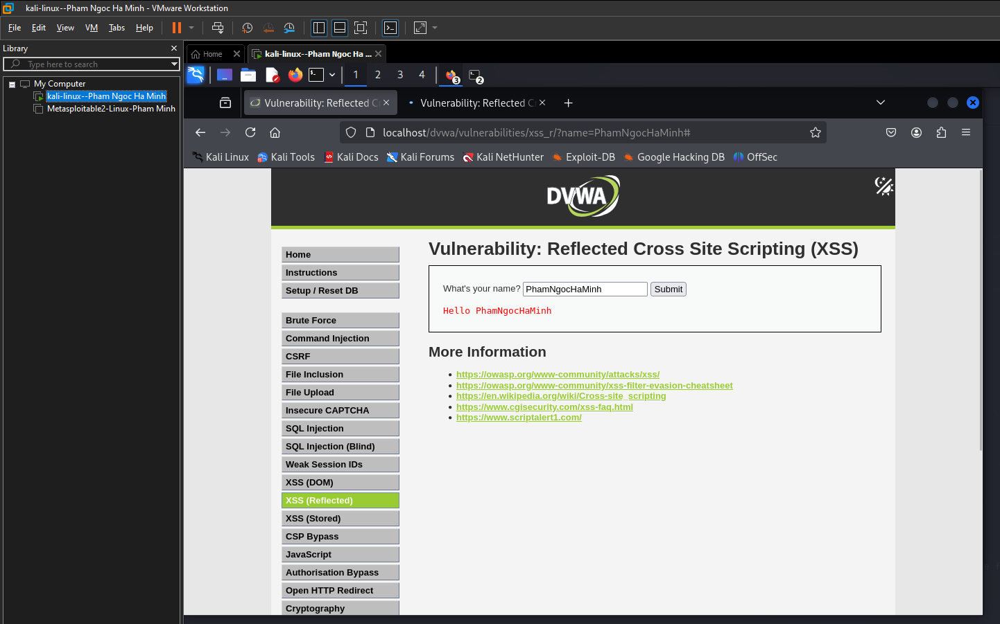 kali-linux--Pham Ngoc Ha Minh - VMware Workstation
File Edit View VM Tabs Help
Library
Type here to search
My Computer
kali-linux--Pham Ngoc Ha Minh
Metasploitable2-Linux-Pham Minh
Home kali-linux--Pham Ngoc Ha ...
1 2 3 4 3 2
Vulnerability: Reflected C Vulnerability: Reflected C
localhost/dvwa/vulnerabilities/xss_r/?name=PhamNgocHaMinh#
Kali Linux Kali Tools Kali Docs Kali Forums Kali NetHunter Exploit-DB Google Hacking DB OffSec
DVWA
Home
Instructions
Setup / Reset DB
Brute Force
Command Injection
CSRF
File Inclusion
File Upload
Insecure CAPTCHA
SQL Injection
SQL Injection (Blind)
Weak Session IDs
XSS (DOM)
XSS (Reflected)
XSS (Stored)
CSP Bypass
JavaScript
Authorisation Bypass
Open HTTP Redirect
Cryptography
Vulnerability: Reflected Cross Site Scripting (XSS)
What's your name? PhamNgocHaMinh Submit
Hello PhamNgocHaMinh
More Information
https://owasp.org/www-community/attacks/xss/
https://owasp.org/www-community/xss-filter-evasion-cheatsheet
https://en.wikipedia.org/wiki/Cross-site_scripting
https://www.cgisecurity.com/xss-faq.html
https://www.scriptalert1.com/